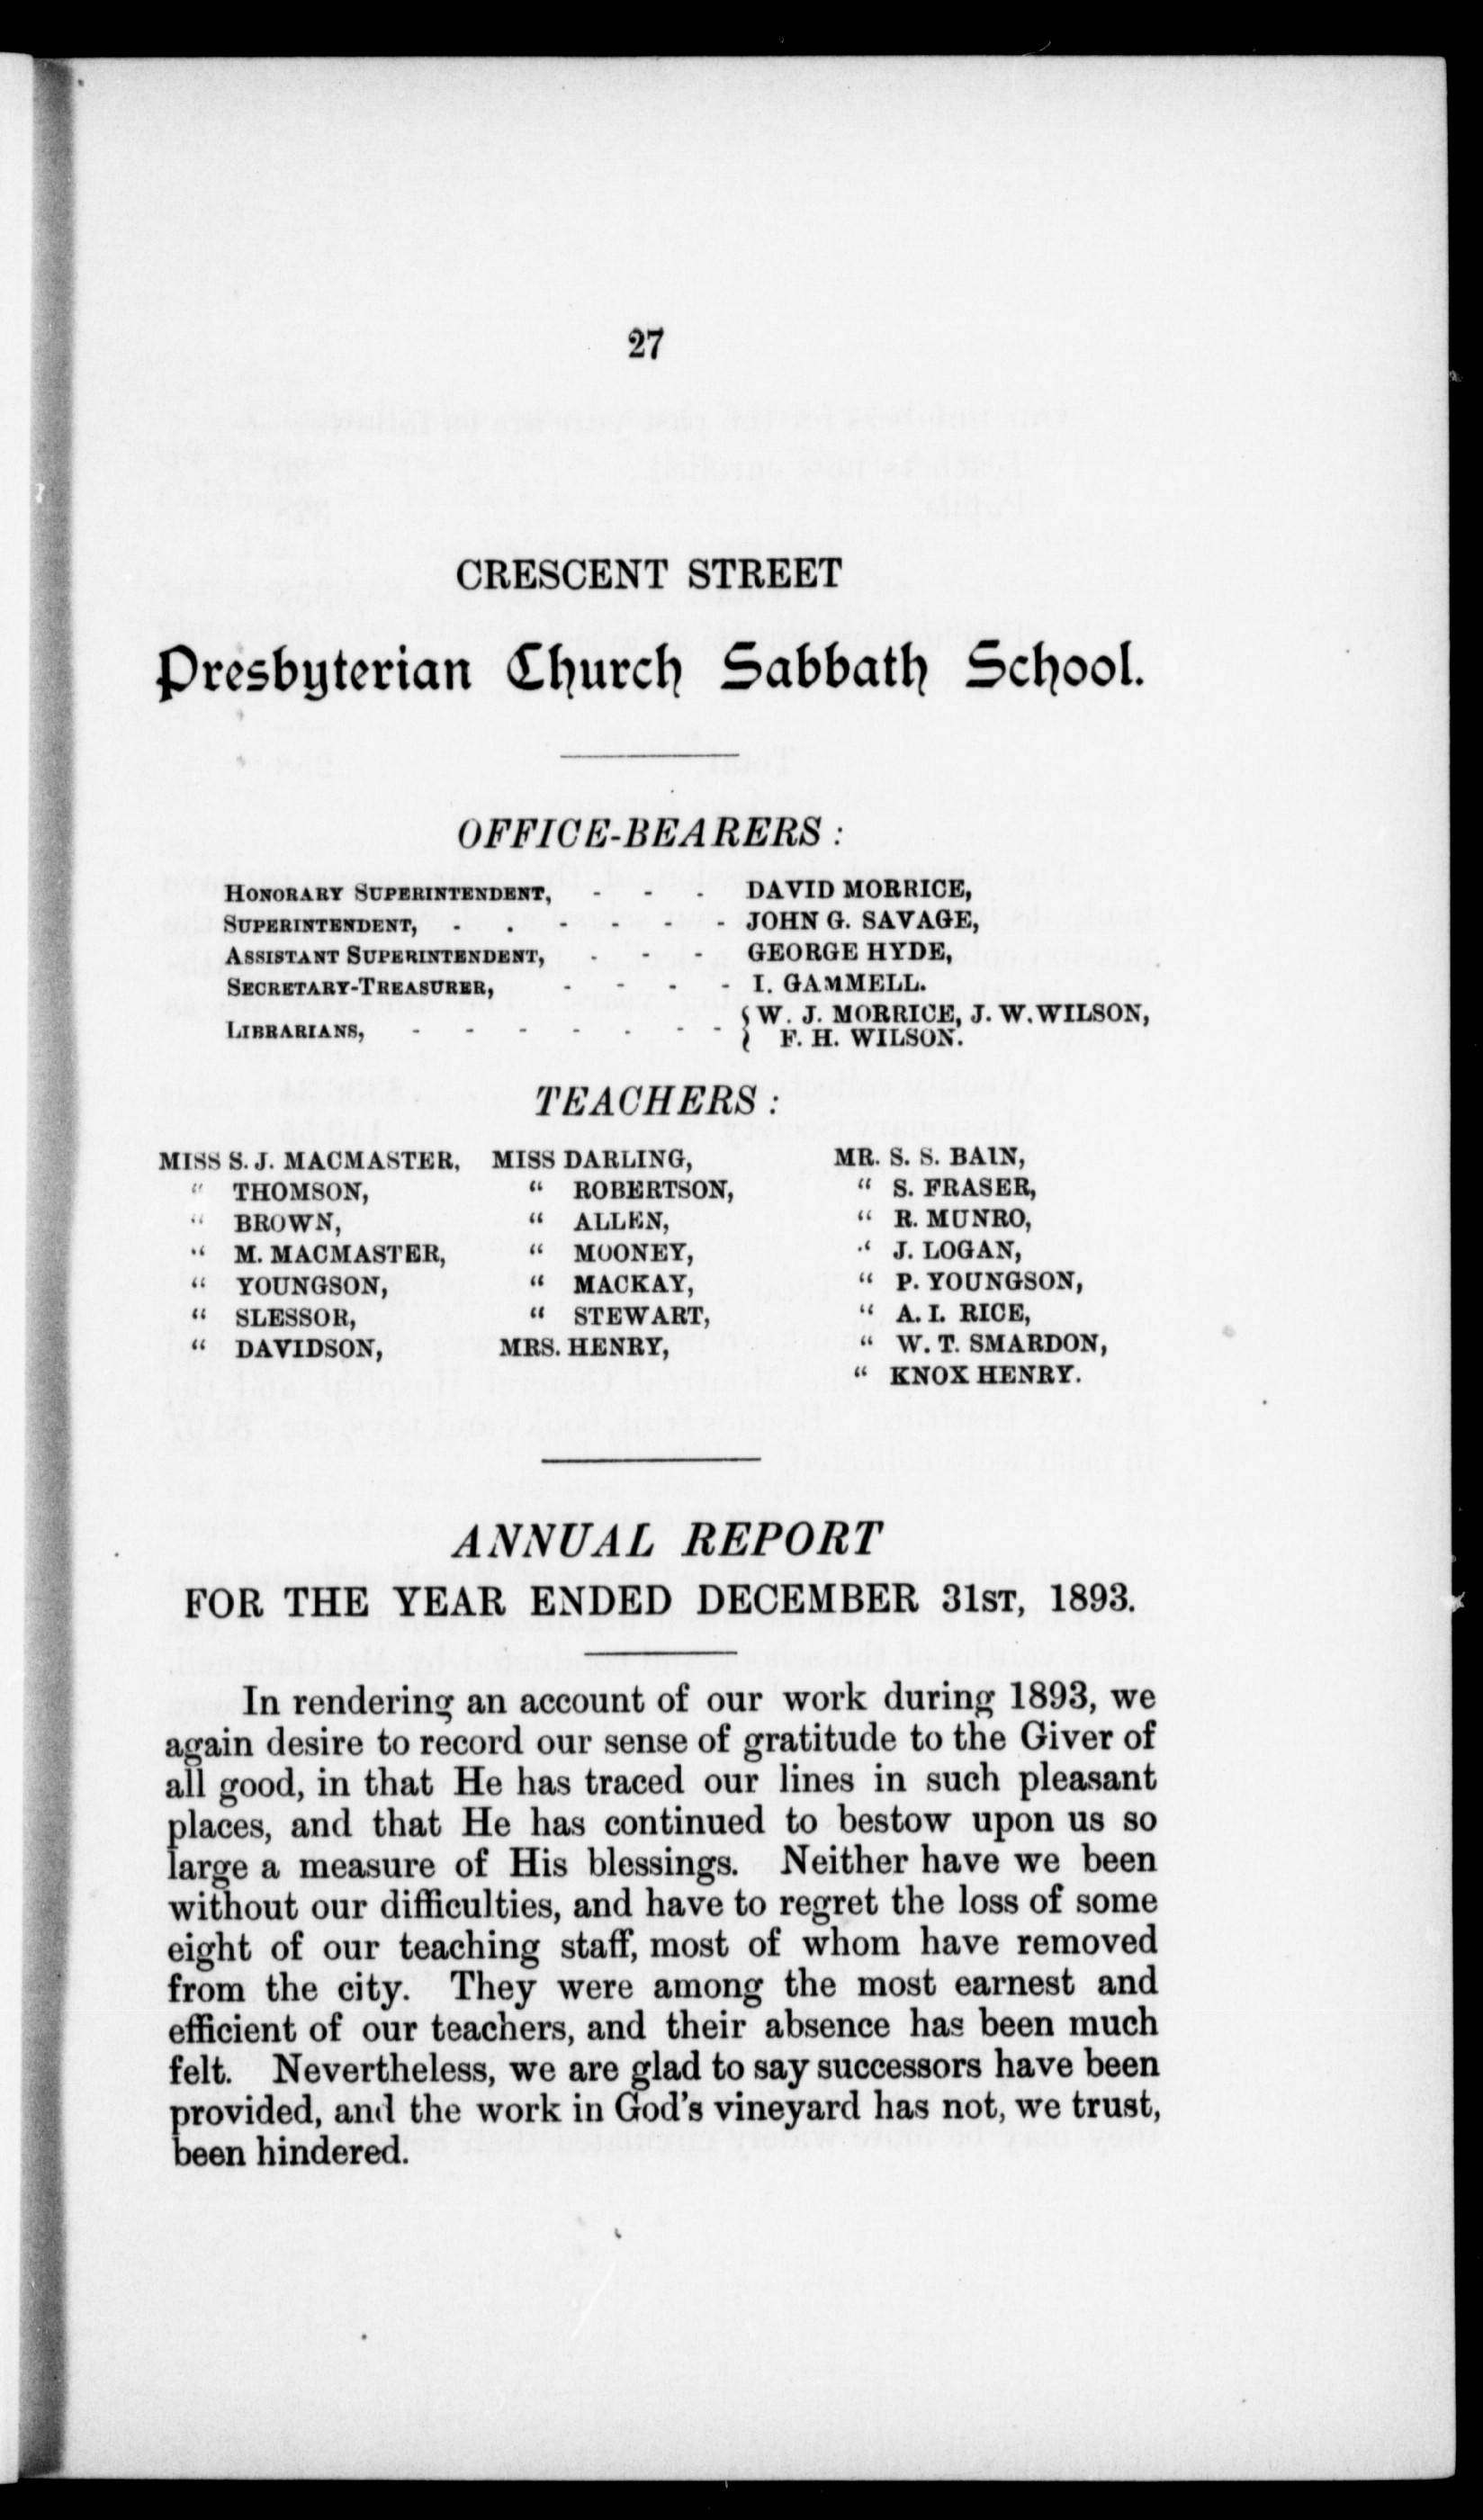 27
CRESCENT STREET
Presbyterian Church Sabbath School.
OFFICE-BEARERS :
HONORARY SUPERINTENDENT, - - - DAVID MORRICE,
SUPERINTENDENT, - - - - - - JOHN G. SAVAGE,
ASSISTANT SUPERINTENDENT, - - - GEORGE HYDE,
SECRETARY-TREASURER, - - - - I. GAMMELL.
LIBRARIANS, - - - - - - - { W. J. MORRICE, J. W. WILSON,
F. H. WILSON.
TEACHERS :
MISS S. J. MACMASTER, MISS DARLING, MR. S. S. BAIN,
" THOMSON, " ROBERTSON, " S. FRASER,
" BROWN, " ALLEN, " R. MUNRO,
" M. MACMASTER, " MOONEY, " J. LOGAN,
" YOUNGSON, " MACKAY, " P. YOUNGSON,
" SLESSOR, " STEWART, " A. I. RICE,
" DAVIDSON, MRS. HENRY, " W. T. SMARDON,
" KNOX HENRY.
ANNUAL REPORT
FOR THE YEAR ENDED DECEMBER 31ST, 1893.
In rendering an account of our work during 1893, we
again desire to record our sense of gratitude to the Giver of
all good, in that He has traced our lines in such pleasant
places, and that He has continued to bestow upon us so
large a measure of His blessings. Neither have we been
without our difficulties, and have to regret the loss of some
eight of our teaching staff, most of whom have removed
from the city. They were among the most earnest and
efficient of our teachers, and their absence has been much
felt. Nevertheless, we are glad to say successors have been
provided, and the work in God's vineyard has not, we trust,
been hindered.